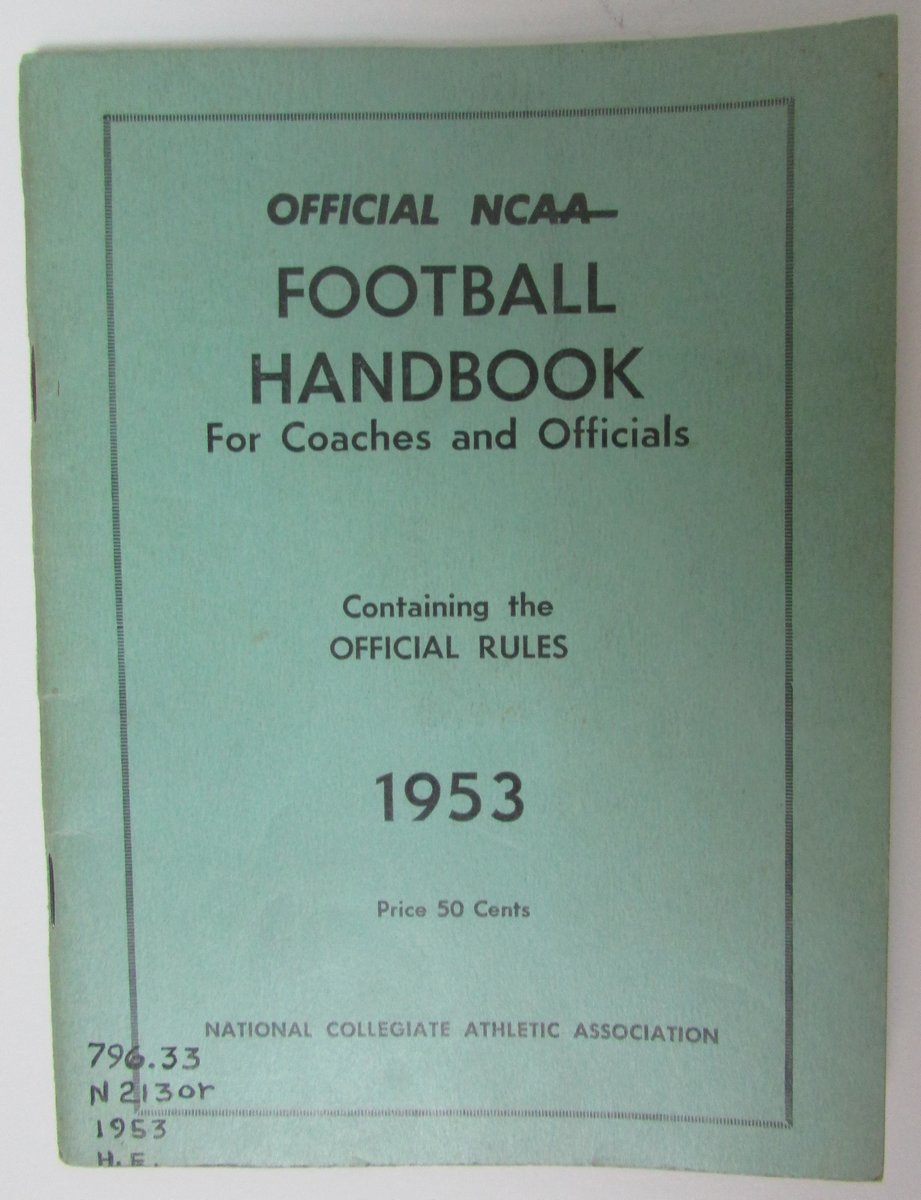 OFFICIAL NCAA
FOOTBALL
HANDBOOK
For Coaches and Officials
Containing the
OFFICIAL RULES
1953
Price 50 Cents
NATIONAL COLLEGIATE ATHLETIC ASSOCIATION
796.33
N213or
1953
H. E.